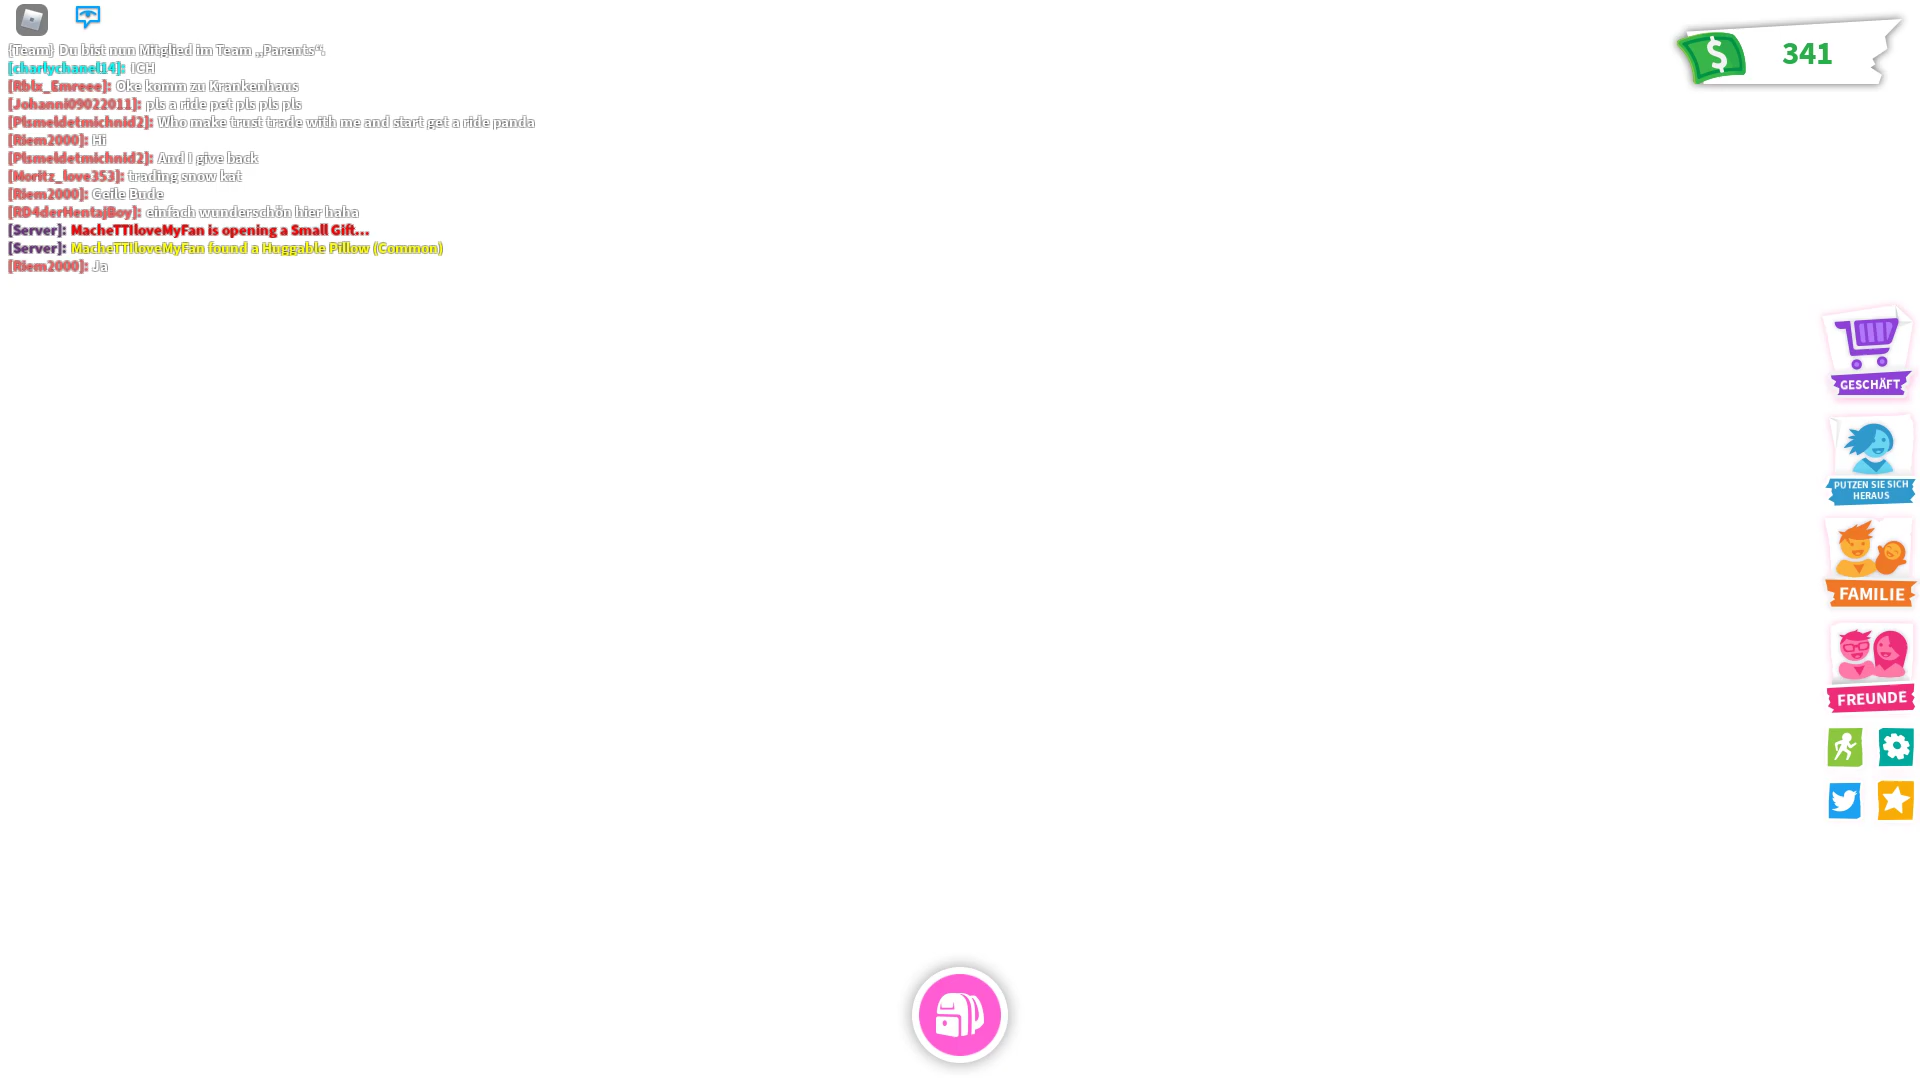 {Team} Du bist nun Mitglied im Team „Parents“.
[charlychanel14]: ICH
[Rblx_Emreee]: Oke komm zu Krankenhaus
[Johanni09022011]: pls a ride pet pls pls pls
[Plsmeldetmichnid2]: Who make trust trade with me and start get a ride panda
[Riem2000]: Hi
[Plsmeldetmichnid2]: And I give back
[Moritz_love353]: trading snow kat
[Riem2000]: Geile Bude
[RD4derHentajBoy]: einfach wunderschön hier haha
[Server]: MacheTTIloveMyFan is opening a Small Gift...
[Server]: MacheTTIloveMyFan found a Huggable Pillow (Common)
[Riem2000]: Ja
$ 341
GESCHÄFT
PUTZEN SIE SICH
HERAUS
FAMILIE
FREUNDE